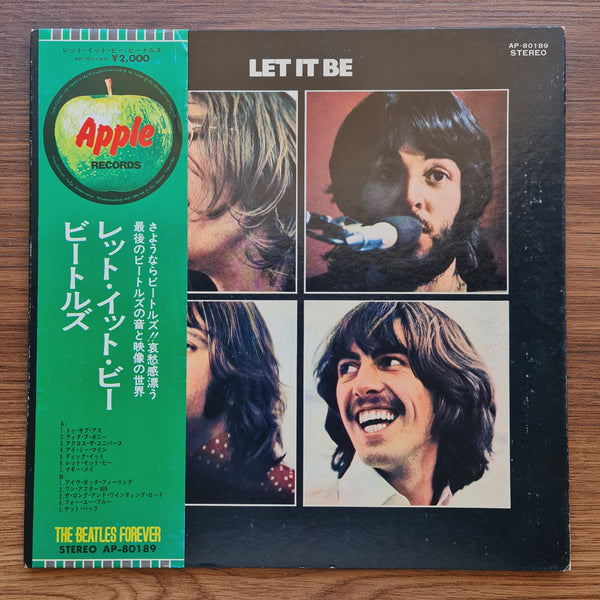 レット・イット・ビー ビートルズ
AP-80189 ¥2,000
Apple
RECORDS
さようならビートルズ!!哀愁感漂う
最後のビートルズの音と映像の世界
レット・イット・ビー
ビートルズ
A)
1. トゥ・オブ・アス
2. ディグ・ア・ポニー
3. アクロス・ザ・ユニバース
4. アイ・ミー・マイン
5. ディッグ・イット
6. レット・イット・ビー
7. マギー・メイ
B)
1. アイヴ・ガッタ・フィーリング
2. ワン・アフター・909
3. ザ・ロング・アンド・ワインディング・ロード
4. フォー・ユー・ブルー
5. ゲット・バック
THE BEATLES FOREVER
STEREO AP-80189
LET IT BE
AP-80189
STEREO